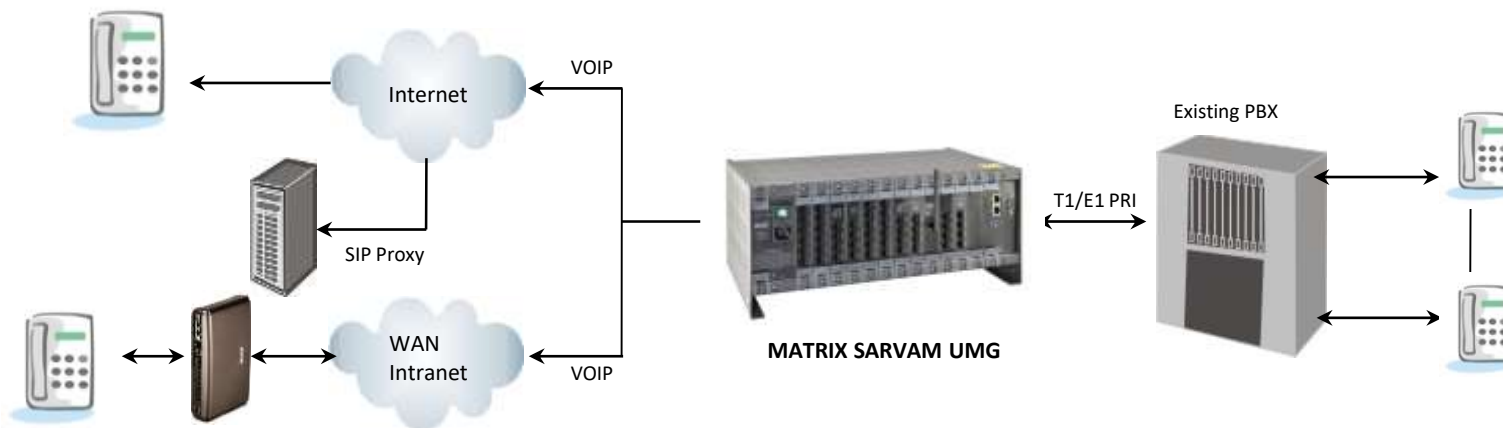 VOIP
Internet
Existing PBX
T1/E1 PRI
SIP Proxy
WAN
Intranet
MATRIX SARVAM UMG
VOIP